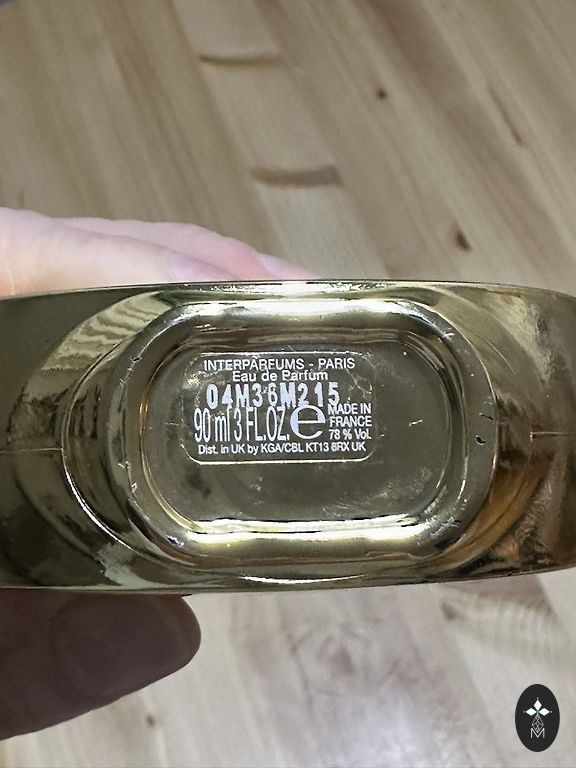 INTERPARFUMS - PARIS
Eau de Parfum
04M36M215
90 ml 3 FL.OZ. e MADE IN
FRANCE
78 % Vol.
Dist. in UK by KGA/CBL KT13 8RX UK
M